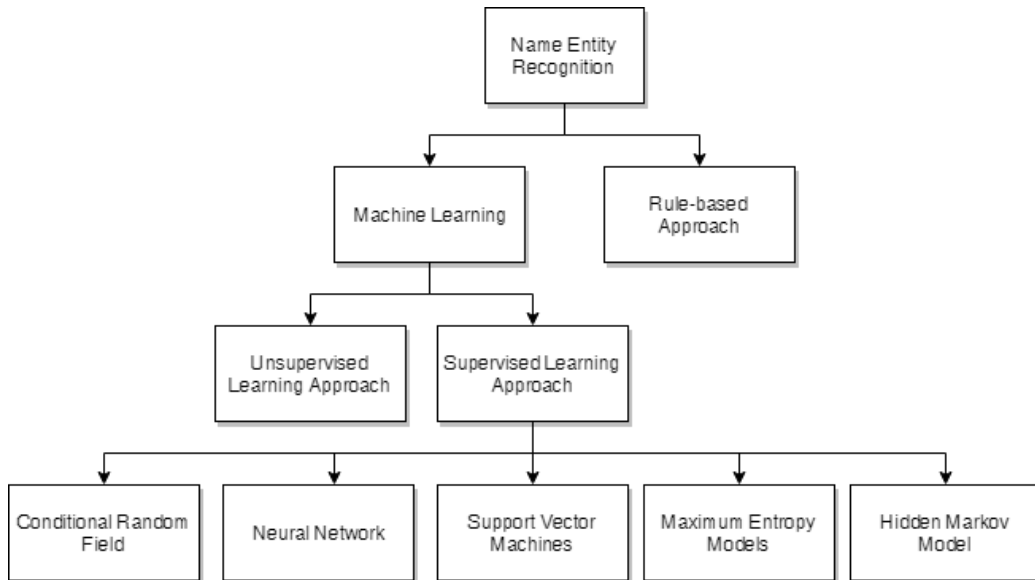 Name Entity
Recognition
Machine Learning
Rule-based
Approach
Unsupervised
Learning Approach
Supervised Learning
Approach
Conditional Random
Field
Neural Network
Support Vector
Machines
Maximum Entropy
Models
Hidden Markov
Model